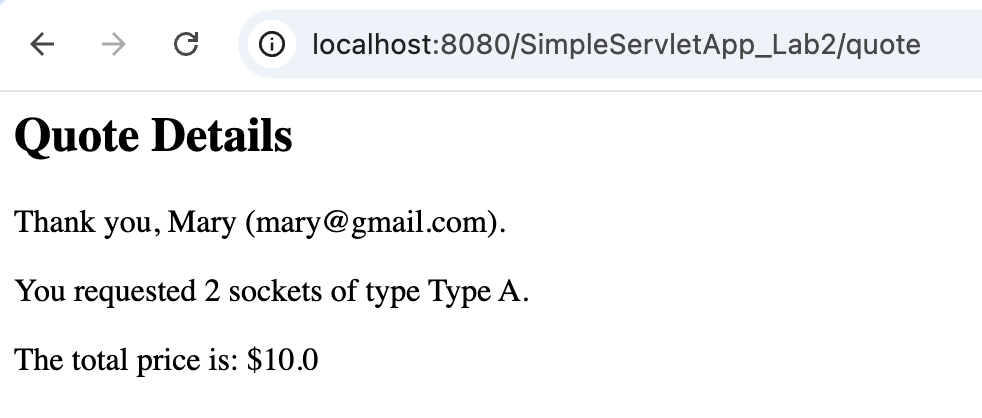 localhost:8080/SimpleServletApp_Lab2/quote
Quote Details
Thank you, Mary (mary@gmail.com).
You requested 2 sockets of type Type A.
The total price is: $10.0